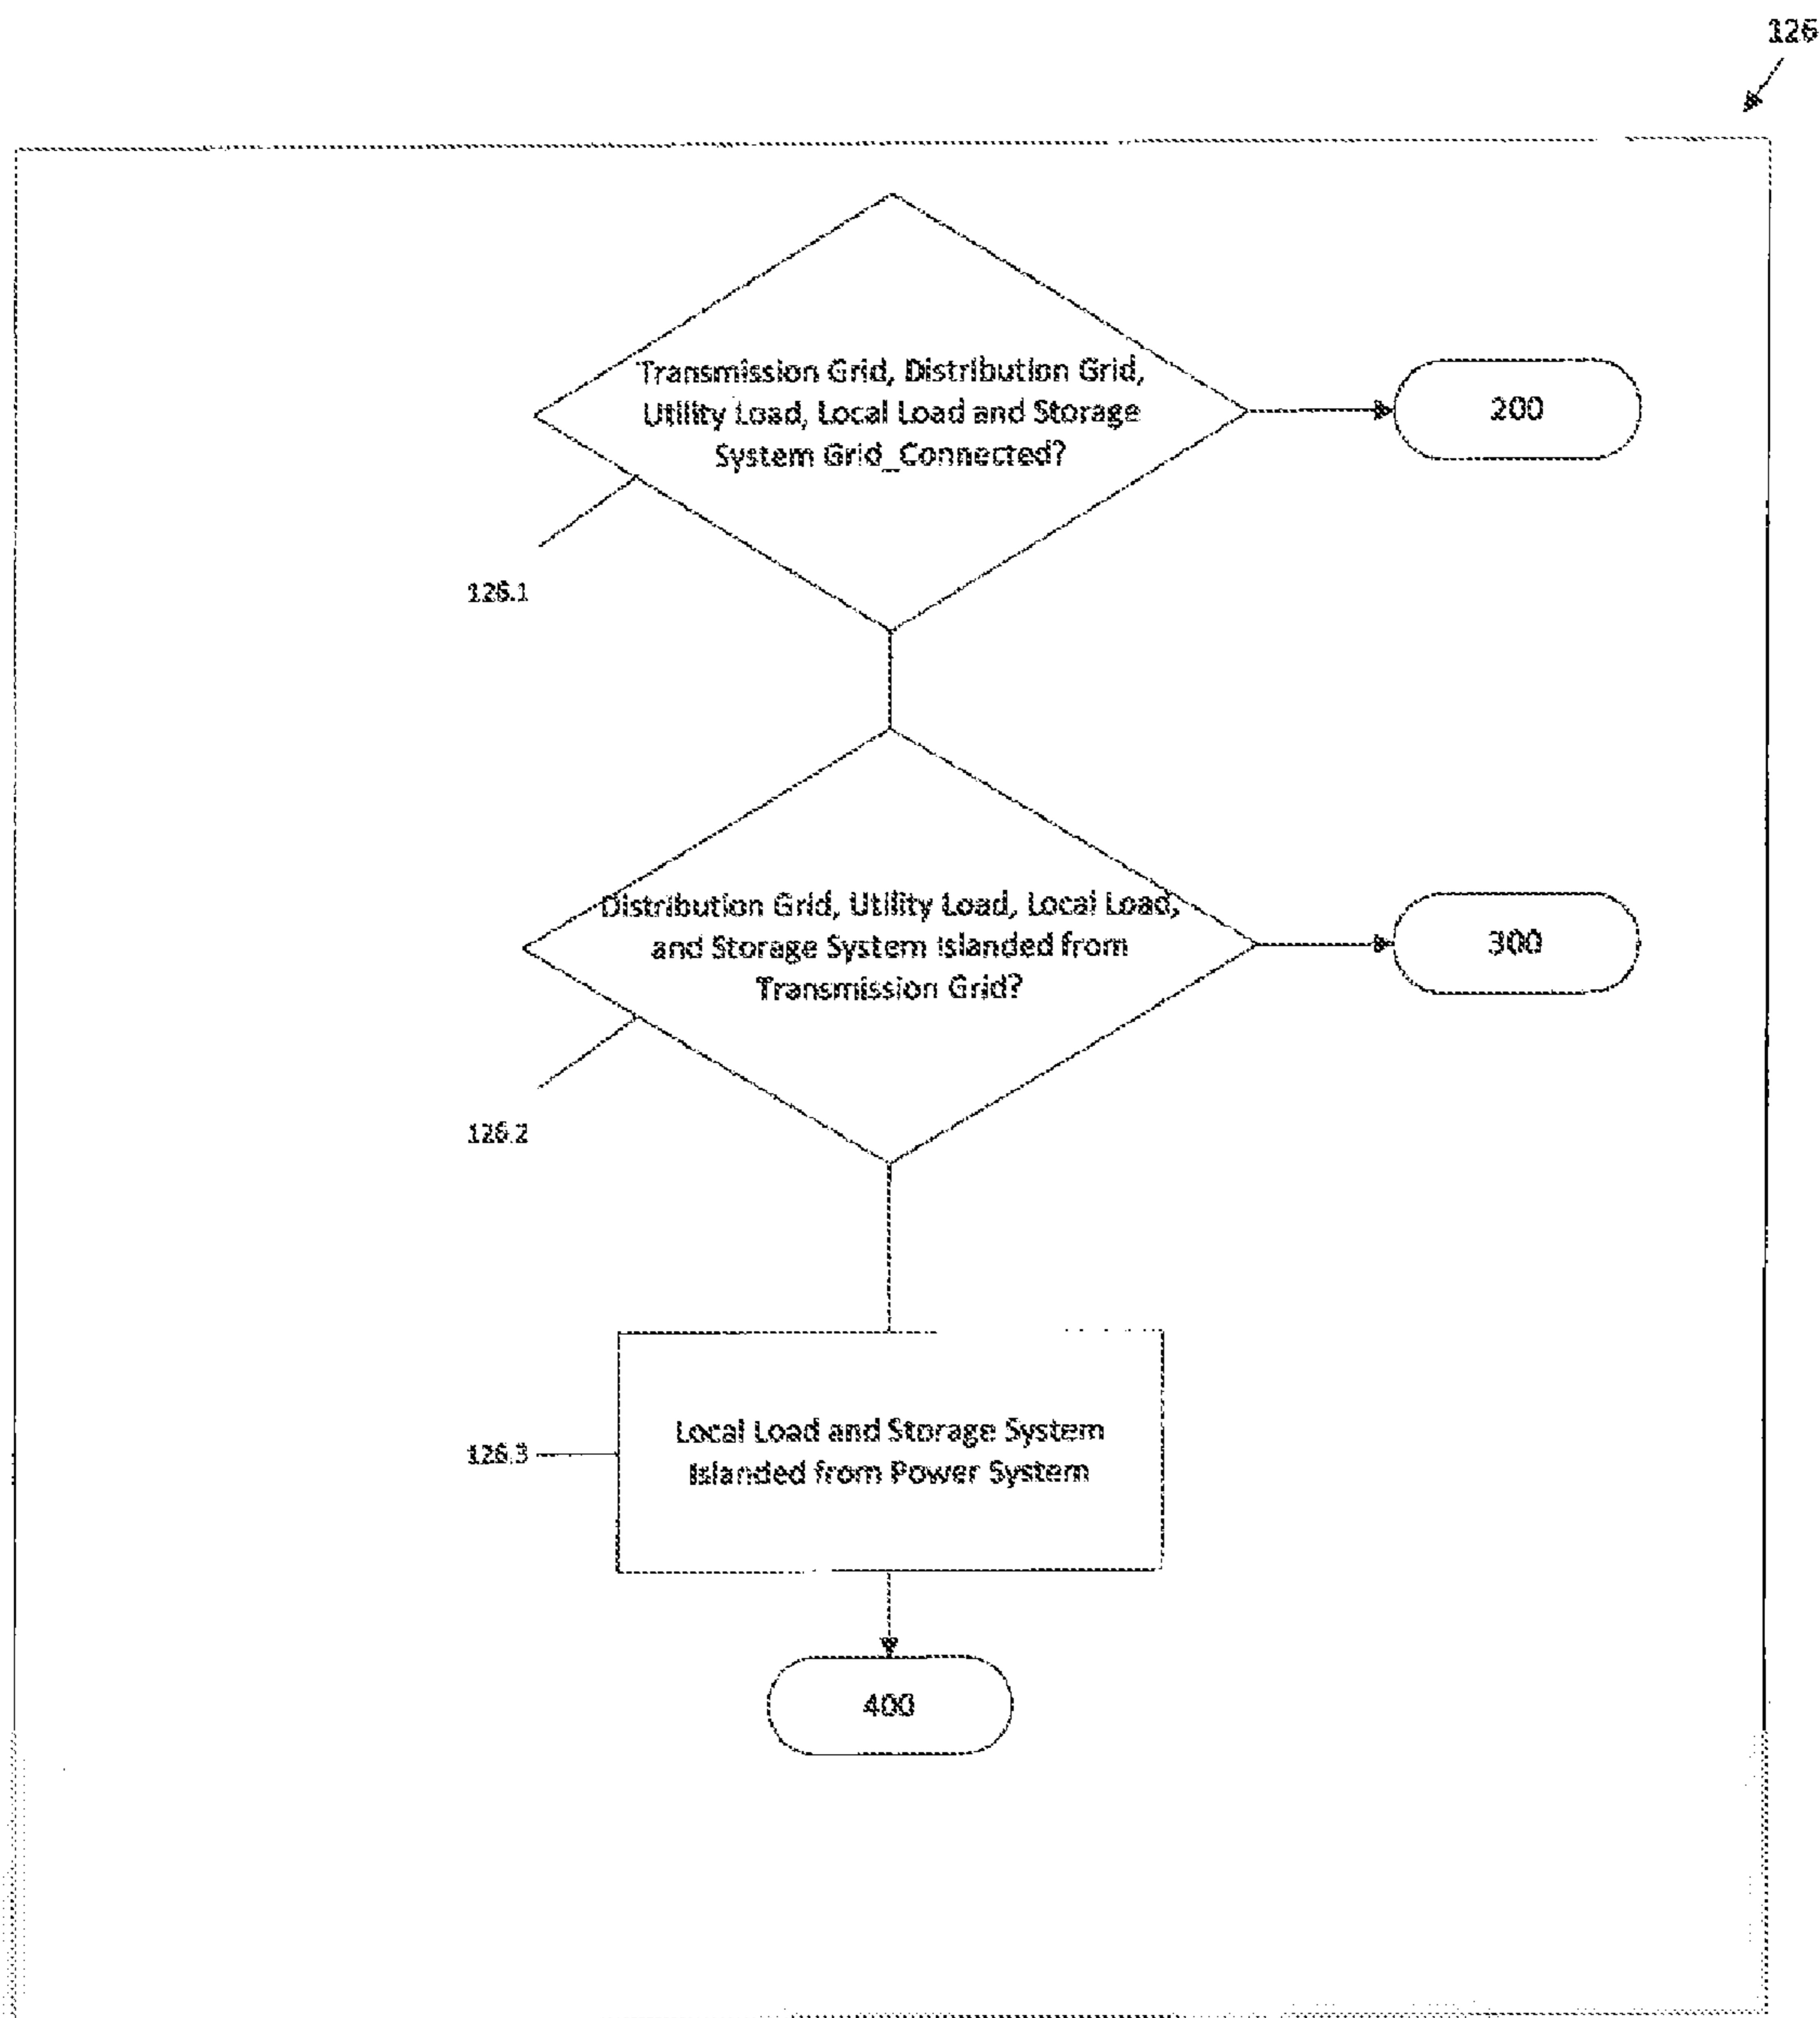 126
Transmission Grid, Distribution Grid,
Utility Load, Local Load and Storage
System Grid_Connected?
200
126.1
Distribution Grid, Utility Load, Local Load,
and Storage System Islanded from
Transmission Grid?
300
126.2
Local Load and Storage System
Islanded from Power System
126.3
400